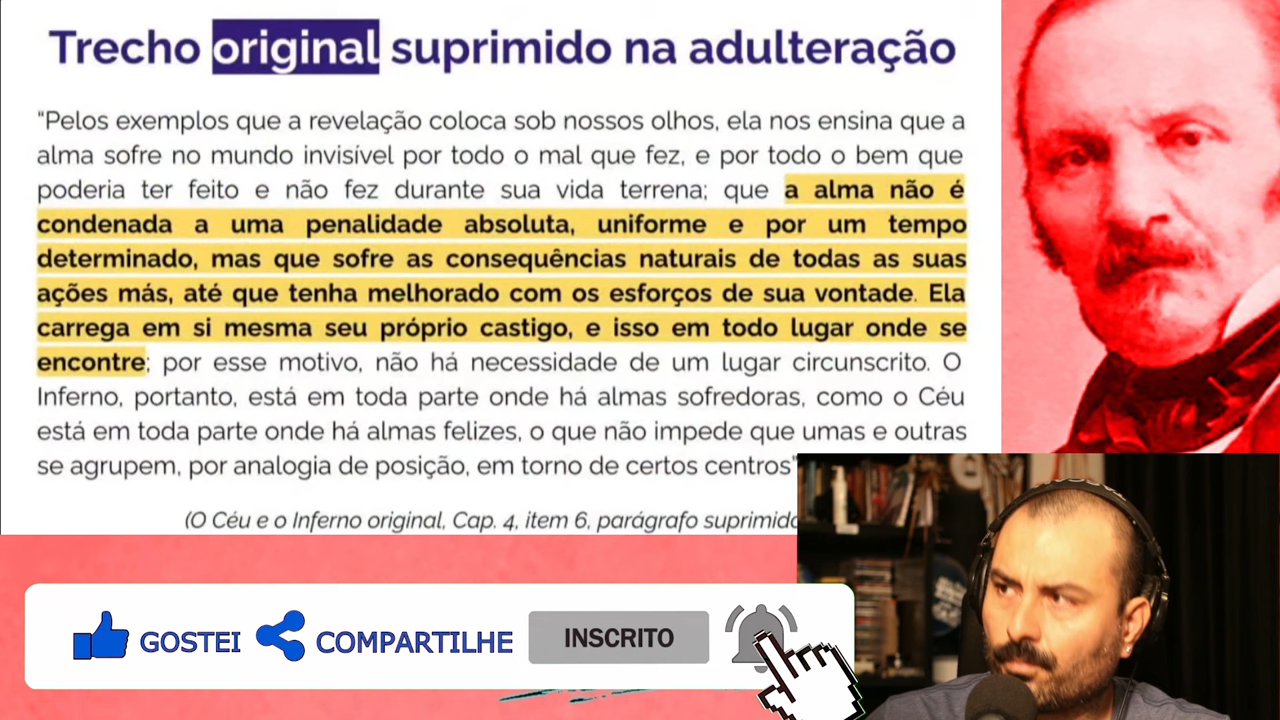 Trecho original suprimido na adulteração
“Pelos exemplos que a revelação coloca sob nossos olhos, ela nos ensina que a
alma sofre no mundo invisível por todo o mal que fez, e por todo o bem que
poderia ter feito e não fez durante sua vida terrena; que a alma não é
condenada a uma penalidade absoluta, uniforme e por um tempo
determinado, mas que sofre as consequências naturais de todas as suas
ações más, até que tenha melhorado com os esforços de sua vontade. Ela
carrega em si mesma seu próprio castigo, e isso em todo lugar onde se
encontre; por esse motivo, não há necessidade de um lugar circunscrito. O
Inferno, portanto, está em toda parte onde há almas sofredoras, como o Céu
está em toda parte onde há almas felizes, o que não impede que umas e outras
se agrupem, por analogia de posição, em torno de certos centros”
(O Céu e o Inferno original, Cap. 4, item 6, parágrafo suprimido
GOSTEI COMPARTILHE INSCRITO